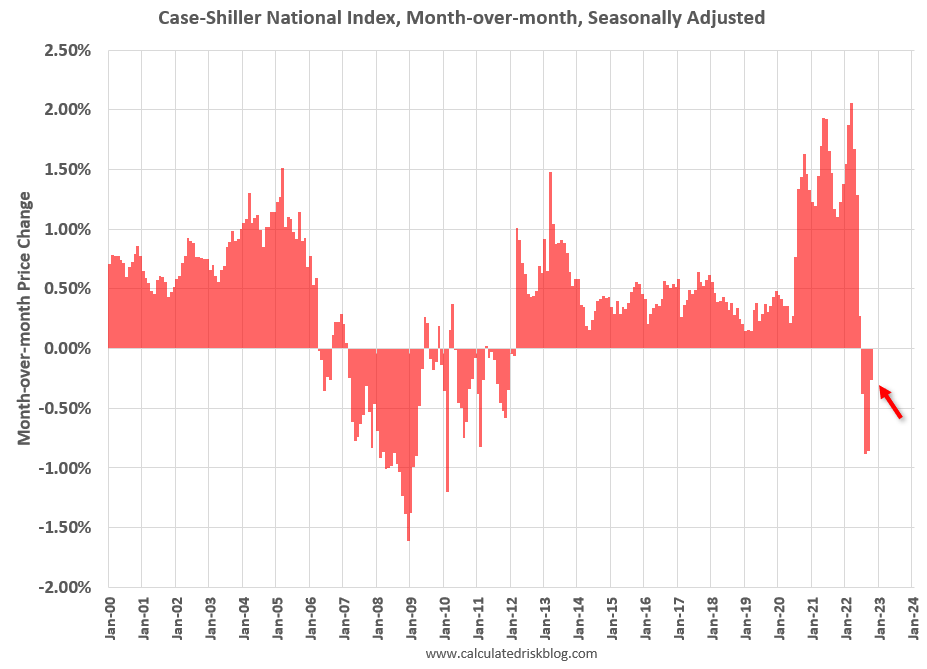 Case-Shiller National Index, Month-over-month, Seasonally Adjusted
Month-over-month Price Change
2.50%
2.00%
1.50%
1.00%
0.50%
0.00%
-0.50%
-1.00%
-1.50%
-2.00%
Jan-00
Jan-01
Jan-02
Jan-03
Jan-04
Jan-05
Jan-06
Jan-07
Jan-08
Jan-09
Jan-10
Jan-11
Jan-12
Jan-13
Jan-14
Jan-15
Jan-16
Jan-17
Jan-18
Jan-19
Jan-20
Jan-21
Jan-22
Jan-23
Jan-24
www.calculatedriskblog.com